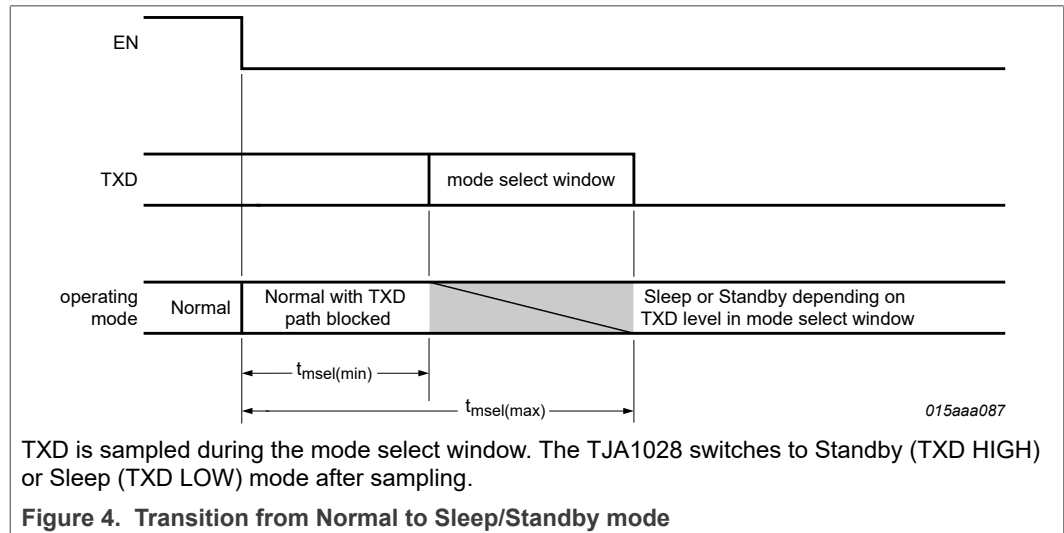 EN
TXD
mode select window
operating
mode
Normal
Normal with TXD
path blocked
Sleep or Standby depending on
TXD level in mode select window
tmsel(min)
tmsel(max)
015aaa087
TXD is sampled during the mode select window. The TJA1028 switches to Standby (TXD HIGH)
or Sleep (TXD LOW) mode after sampling.
Figure 4. Transition from Normal to Sleep/Standby mode